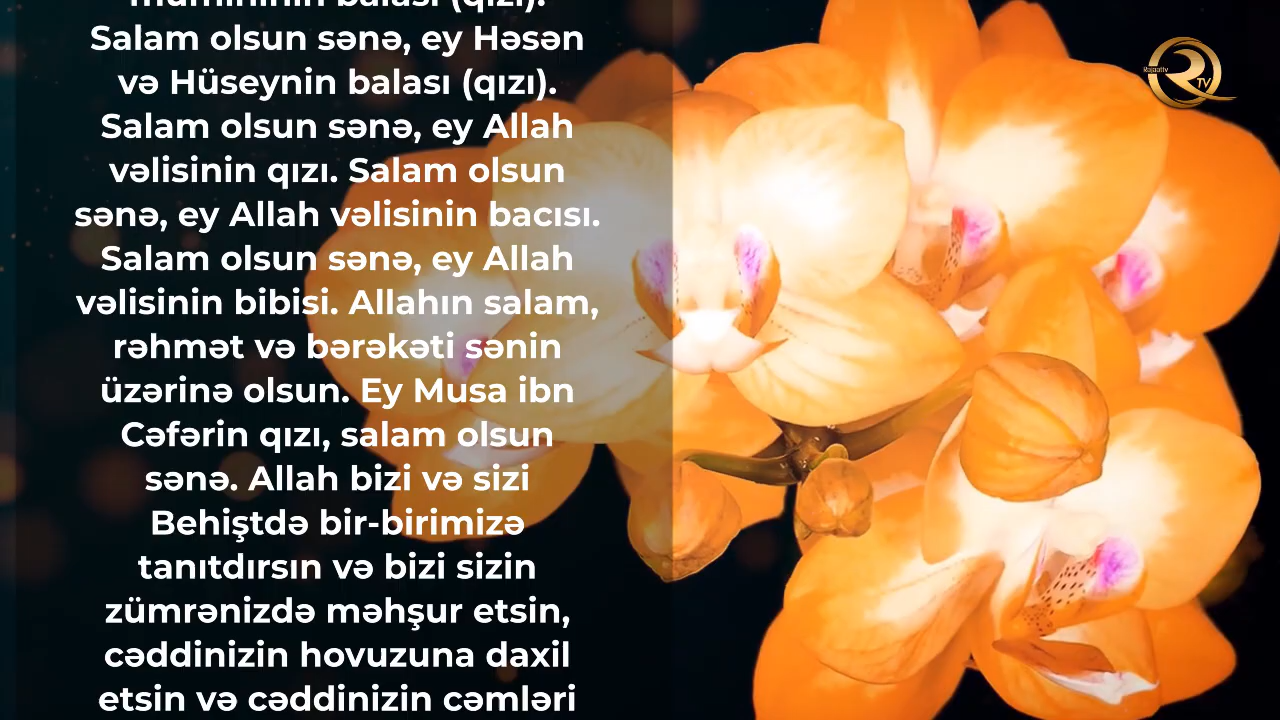 möminin balası (qızı).
Salam olsun sənə, ey Həsən
və Hüseynin balası (qızı).
Salam olsun sənə, ey Allah
vəlisinin qızı. Salam olsun
sənə, ey Allah vəlisinin bacısı.
Salam olsun sənə, ey Allah
vəlisinin bibisi. Allahın salam,
rəhmət və bərəkəti sənin
üzərinə olsun. Ey Musa ibn
Cəfərin qızı, salam olsun
sənə. Allah bizi və sizi
Behiştdə bir-birimizə
tanıtdırsın və bizi sizin
zümrənizdə məhşur etsin,
cəddinizin hovuzuna daxil
etsin və cəddinizin cəmləri
TV